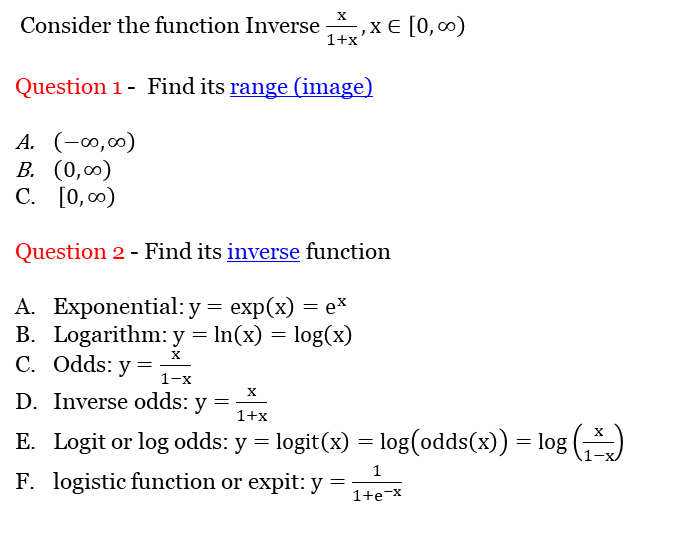 Consider the function Inverse x/(1+x), x ∈ [0, ∞)
Question 1 - Find its range (image)
A. (−∞, ∞)
B. (0, ∞)
C. [0, ∞)
Question 2 - Find its inverse function
A. Exponential: y = exp(x) = eˣ
B. Logarithm: y = ln(x) = log(x)
C. Odds: y = x/(1−x)
D. Inverse odds: y = x/(1+x)
E. Logit or log odds: y = logit(x) = log(odds(x)) = log (x/(1−x))
F. logistic function or expit: y = 1/(1+e⁻ˣ)